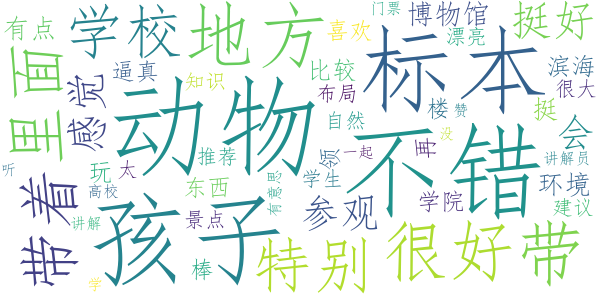 有点
学校
地方
喜欢
门票
博物馆
挺好
漂亮
里面
感觉
逼真
知识
比较
布局
标本
滨海
很大
动物
自然
楼
赞
挺
会
听
玩
太
推荐
领
一起
再
不错
没
讲解员
带着
高校
讲解
孩子
东西
有意思
学生
参观
学院
环境
建议
景点
棒
特别
很好
带
学